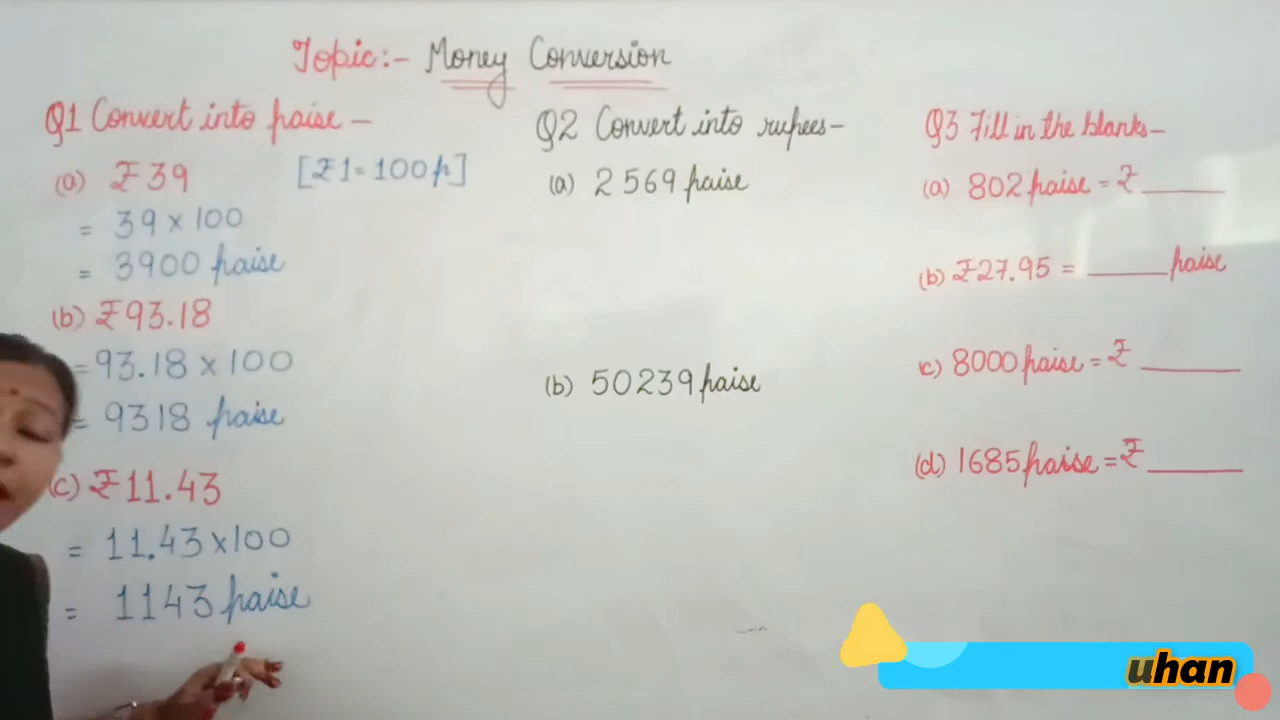 Topic:- Money Conversion
Q1 Convert into paise -
(a) ₹39 [₹1=100p]
= 39 × 100
= 3900 paise
(b) ₹93.18
= 93.18 × 100
= 9318 paise
(c) ₹11.43
= 11.43 × 100
= 1143 paise
Q2 Convert into rupees-
(a) 2569 paise
(b) 50239 paise
Q3 Fill in the blanks-
(a) 802 paise = ₹ ______
(b) ₹27.95 = ______ paise
(c) 8000 paise = ₹ ______
(d) 1685 paise = ₹ ______
uhan